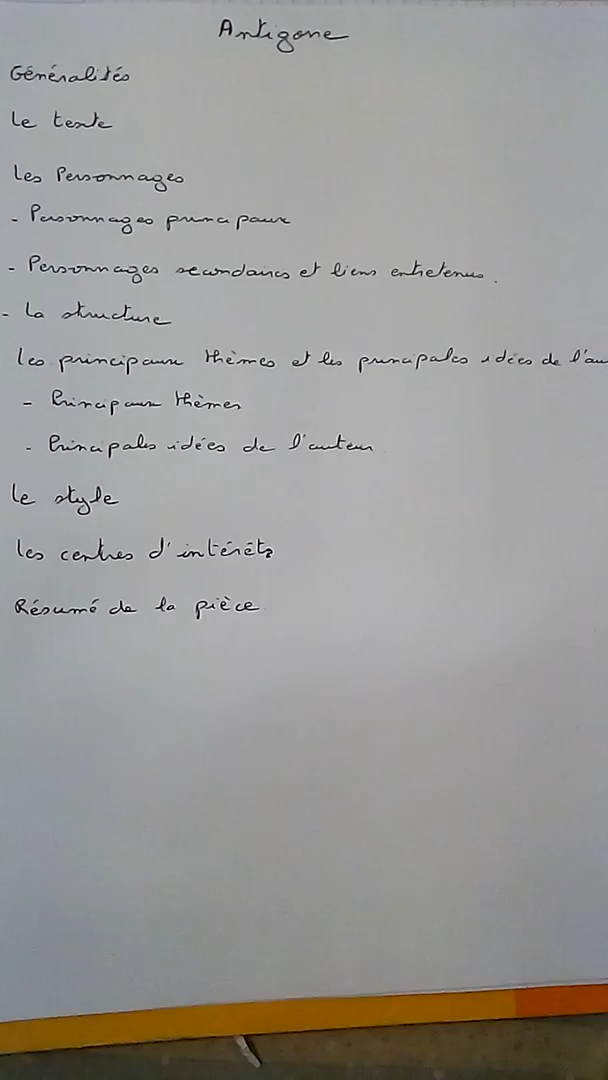 Antigone
Généralités
Le texte
Les Personnages
- Personnages principaux
- Personnages secondaires et liens entretenus.
- La structure
Les principaux thèmes et les principales idées de l'au
- Principaux thèmes
- Principales idées de l'auteur
Le style
Les centres d'intérêts
Résumé de la pièce